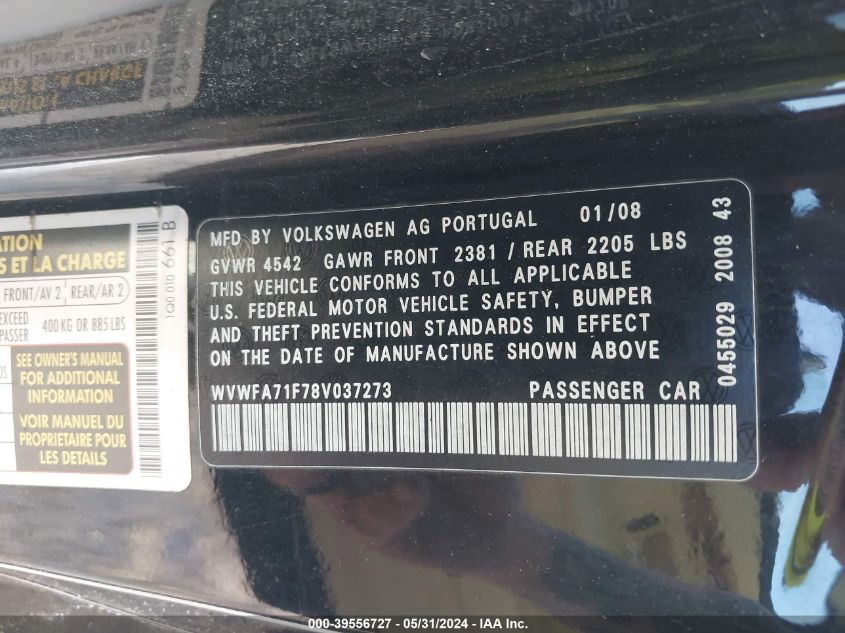 MFD BY VOLKSWAGEN AG PORTUGAL 01/08
GVWR 4542 GAWR FRONT 2381 / REAR 2205 LBS
THIS VEHICLE CONFORMS TO ALL APPLICABLE
U.S. FEDERAL MOTOR VEHICLE SAFETY, BUMPER
AND THEFT PREVENTION STANDARDS IN EFFECT
ON THE DATE OF MANUFACTURE SHOWN ABOVE
WVWFA71F78V037273 PASSENGER CAR
0455029 2008 43
ET LA CHARGE
FRONT/AV 2 REAR/AR 2
400 KG OR 885 LBS
SEE OWNER'S MANUAL
FOR ADDITIONAL
INFORMATION
VOIR MANUEL DU
PROPRIETAIRE POUR
LES DETAILS
661 B
000-39556727 - 05/31/2024 - IAA Inc.